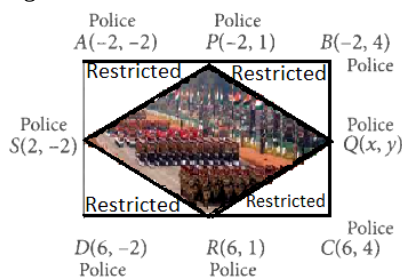 Police Police
A(−2, −2) P(−2, 1) B(−2, 4)
Restricted Restricted Police
Police Police
S(2, −2) Q(x, y)
Restricted Restricted
Police
D(6, −2) R(6, 1) C(6, 4)
Police Police